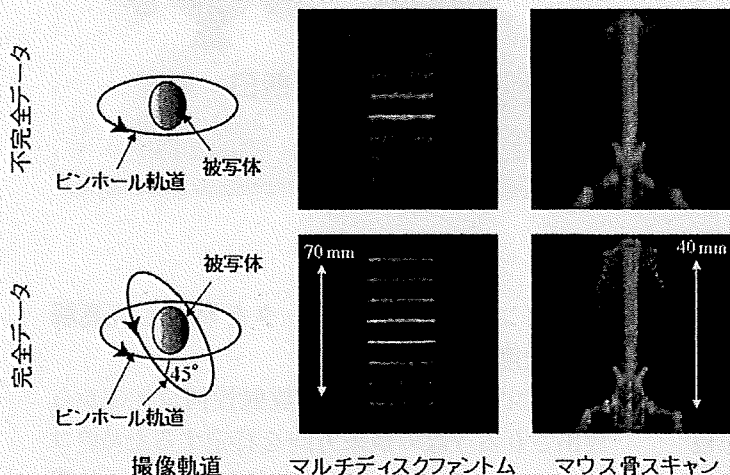 不完全データ
ピンホール軌道
被写体
完全データ
被写体
45°
ピンホール軌道
70 mm
40 mm
撮像軌道
マルチディスクファントム
マウス骨スキャン